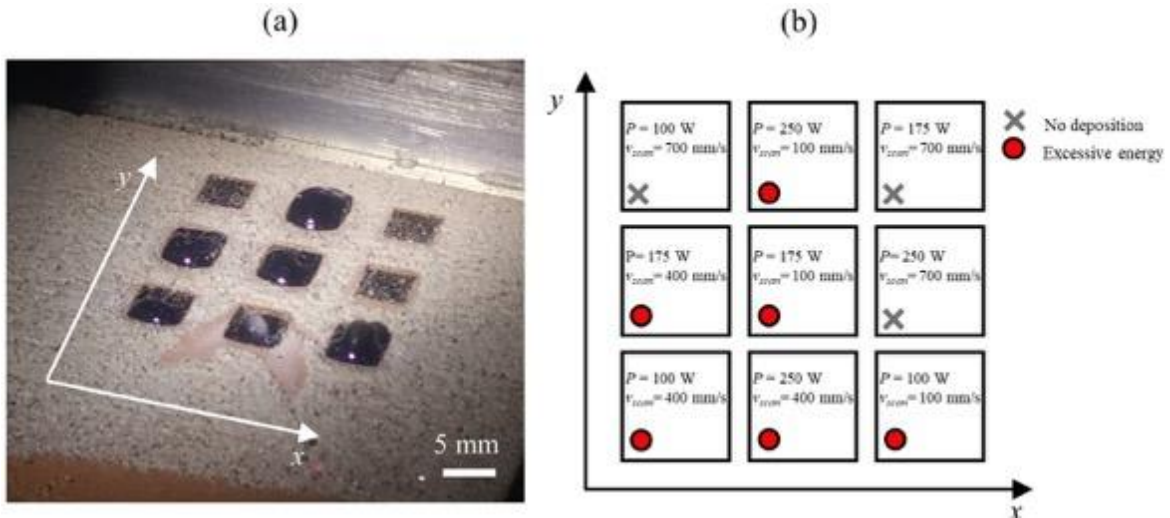 (a)
(b)
y
x
5 mm
y
P = 100 W
v_scan= 700 mm/s
P = 250 W
v_scan= 100 mm/s
P = 175 W
v_scan= 700 mm/s
No deposition
Excessive energy
P= 175 W
v_scan= 400 mm/s
P = 175 W
v_scan= 100 mm/s
P = 250 W
v_scan= 700 mm/s
P = 100 W
v_scan= 400 mm/s
P = 250 W
v_scan= 400 mm/s
P = 100 W
v_scan= 100 mm/s
x